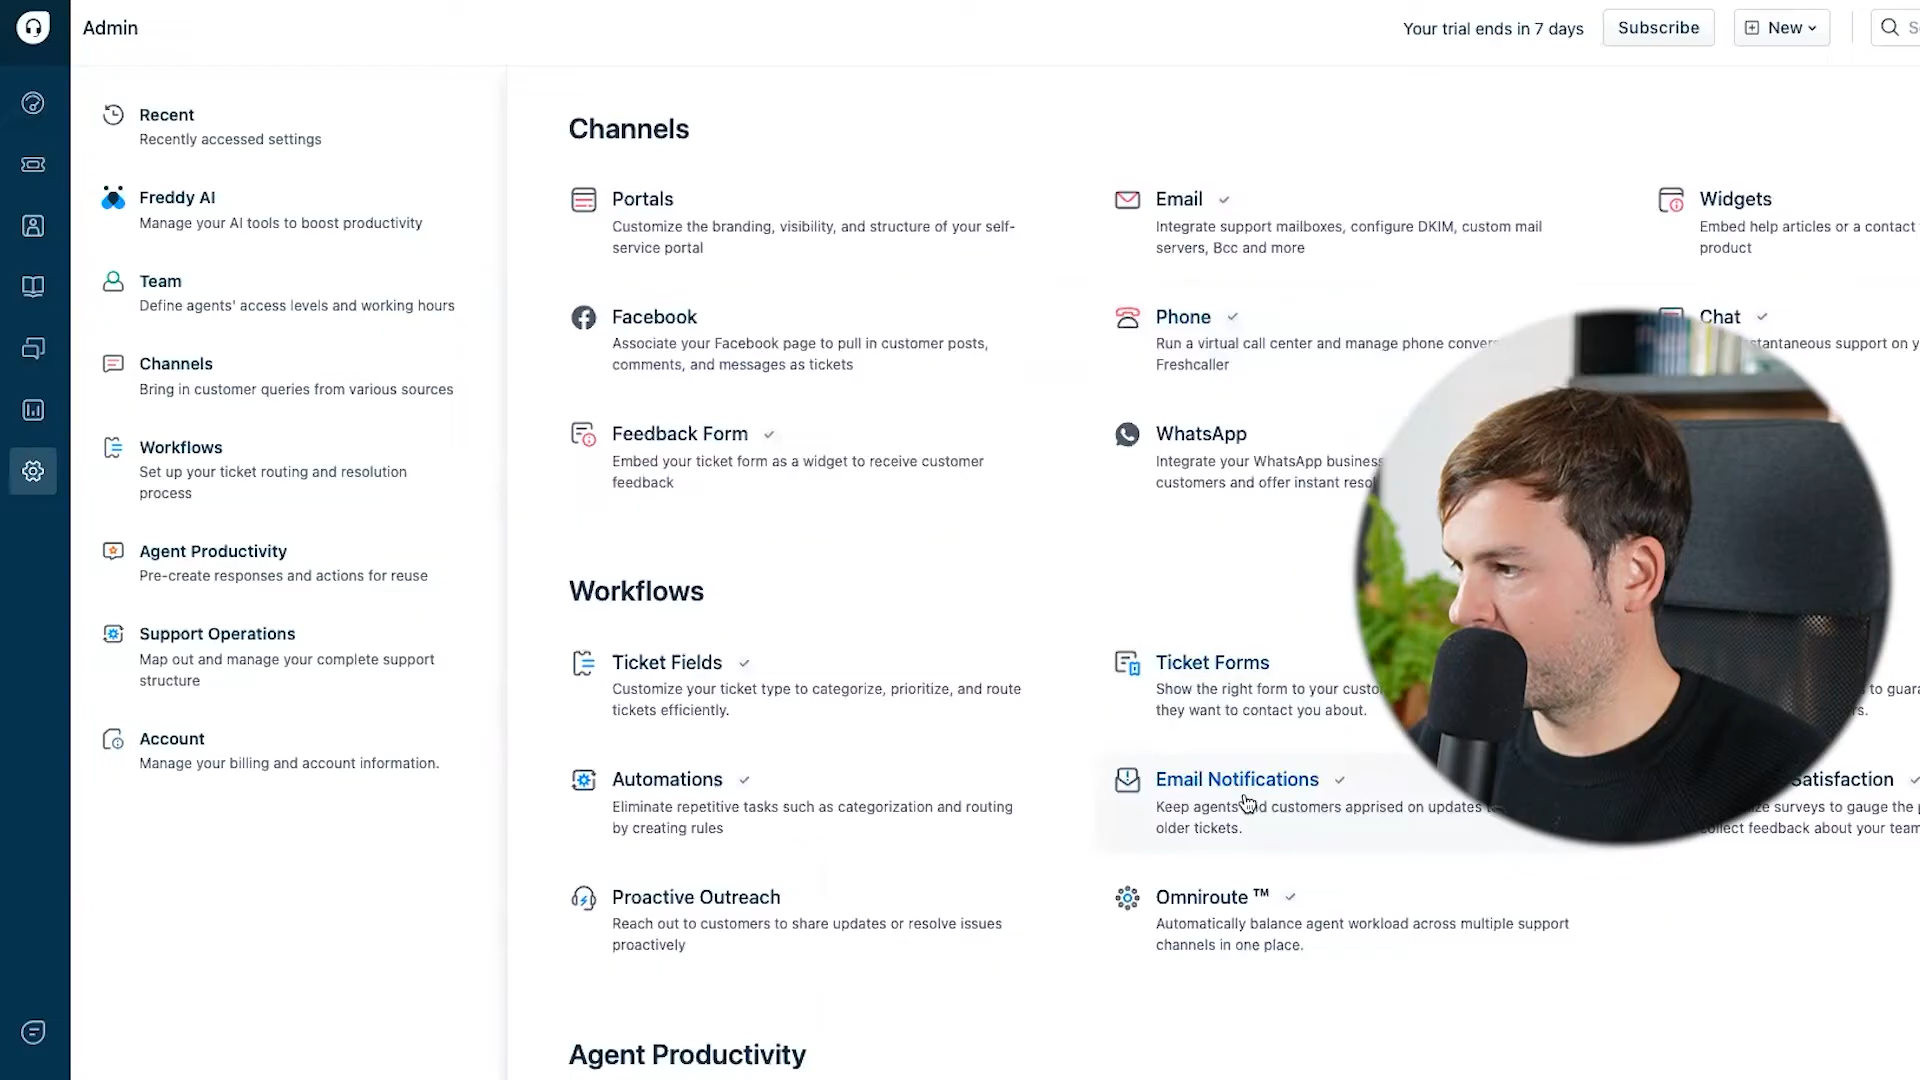 Admin
Your trial ends in 7 days
Subscribe
New
Recent
Recently accessed settings
Freddy AI
Manage your AI tools to boost productivity
Team
Define agents' access levels and working hours
Channels
Bring in customer queries from various sources
Workflows
Set up your ticket routing and resolution
process
Agent Productivity
Pre-create responses and actions for reuse
Support Operations
Map out and manage your complete support
structure
Account
Manage your billing and account information.
Channels
Portals
Customize the branding, visibility, and structure of your self-
service portal
Email
Integrate support mailboxes, configure DKIM, custom mail
servers, Bcc and more
Widgets
Embed help articles or a contact
product
Facebook
Associate your Facebook page to pull in customer posts,
comments, and messages as tickets
Phone
Run a virtual call center and manage phone
Freshcaller
Chat
support on
Feedback Form
Embed your ticket form as a widget to receive customer
feedback
WhatsApp
Integrate your WhatsApp
customers and offer instant
Workflows
Ticket Fields
Customize your ticket type to categorize, prioritize, and route
tickets efficiently.
Ticket Forms
Show the right form to your
they want to contact you about.
to
Automations
Eliminate repetitive tasks such as categorization and routing
by creating rules
Email Notifications
Keep agents and customers apprised on updates
older tickets.
Satisfaction
surveys to gauge the
feedback about your team
Proactive Outreach
Reach out to customers to share updates or resolve issues
proactively
Omniroute ™
Automatically balance agent workload across multiple support
channels in one place.
Agent Productivity